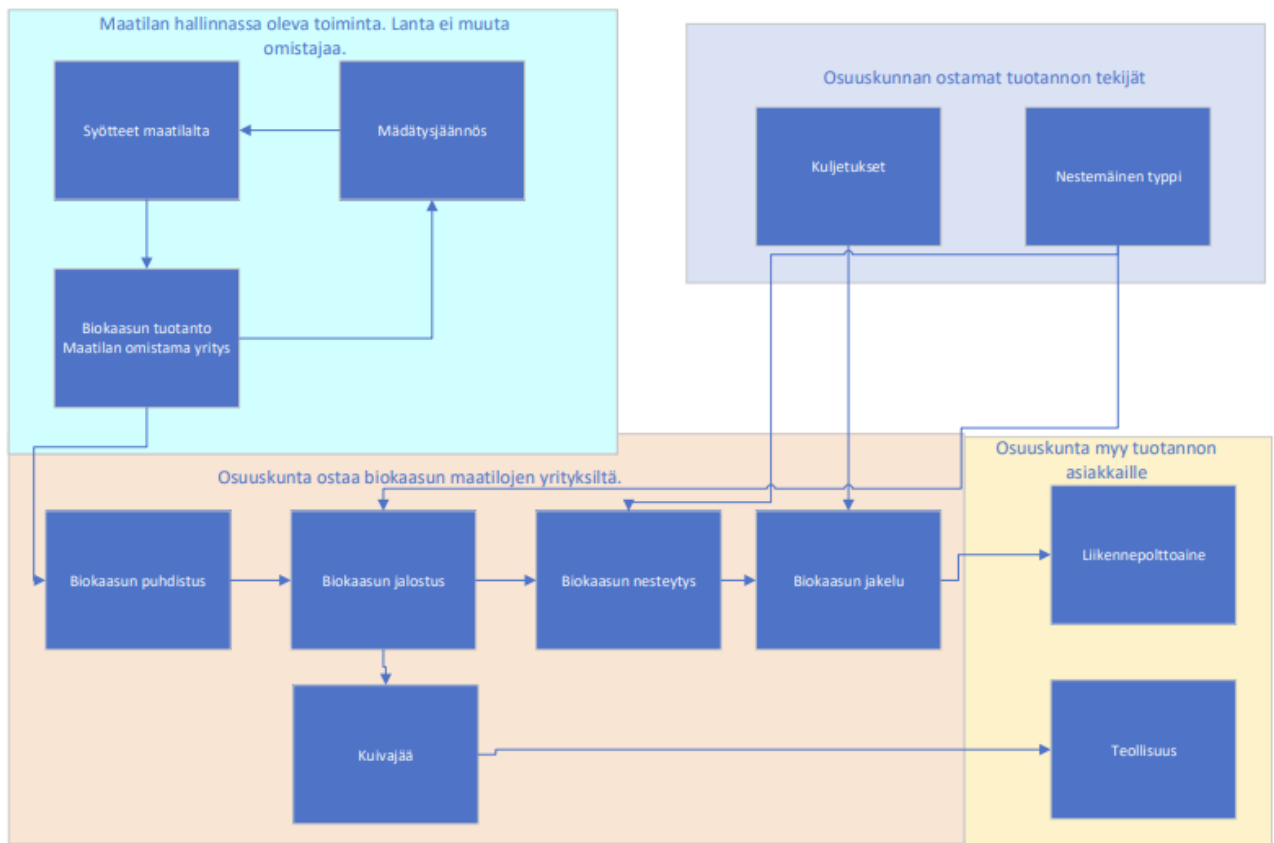 Maatilan hallinnassa oleva toiminta. Lanta ei muuta
omistajaa.
Syötteet maatilalta
Mädätysjäännös
Biokaasun tuotanto
Maatilan omistama yritys
Osuuskunnan ostamat tuotannon tekijät
Kuljetukset
Nestemäinen typpi
Osuuskunta ostaa biokaasun maatilojen yrityksiltä.
Biokaasun puhdistus
Biokaasun jalostus
Biokaasun nesteytys
Biokaasun jakelu
Kuivajää
Osuuskunta myy tuotannon
asiakkaille
Liikennepolttoaine
Teollisuus